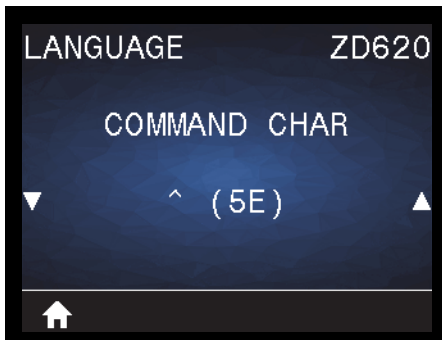 LANGUAGE ZD620
COMMAND CHAR
▼ ^ (5E) ▲